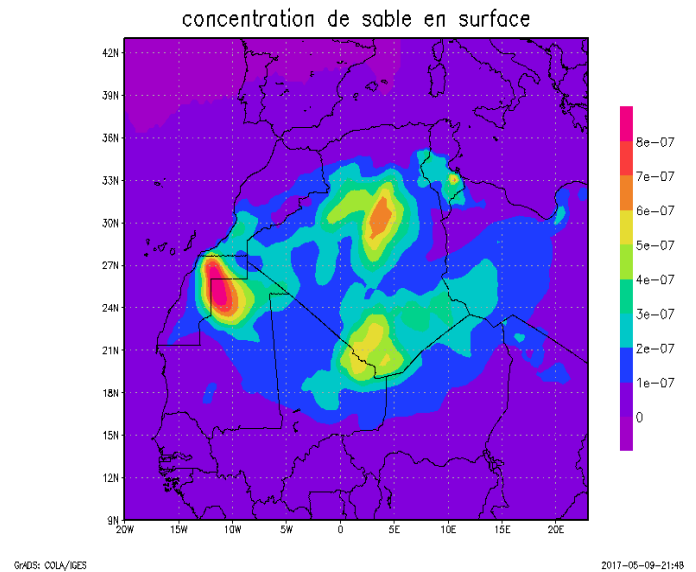 concentration de sable en surface
42N
39N
36N
33N
30N
27N
24N
21N
18N
15N
12N
9N
20W 15W 10W 5W 0 5E 10E 15E 20E
8e-07
7e-07
6e-07
5e-07
4e-07
3e-07
2e-07
1e-07
0
GrADS: COLA/IGES 2017-05-09-21:48